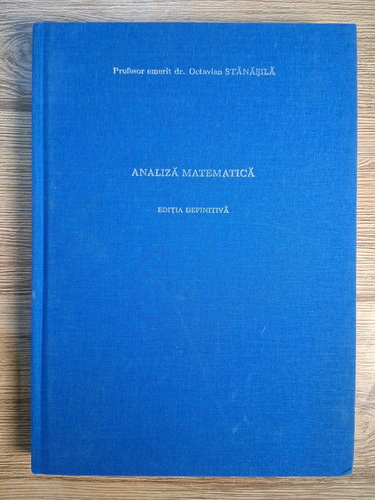 Profesor emerit dr. Octavian STĂNĂŞILĂ
ANALIZĂ MATEMATICĂ
EDIŢIA DEFINITIVĂ